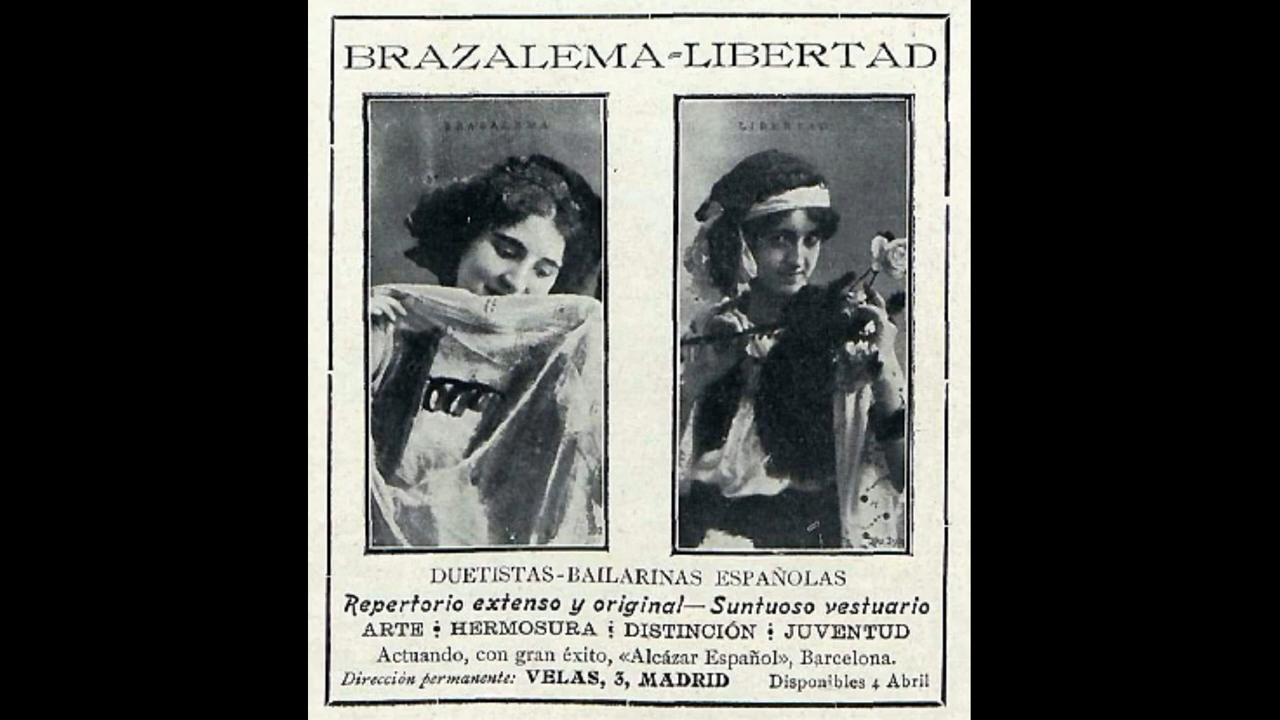 BRAZALEMA-LIBERTAD
BRAZALEMA
LIBERTAD
DUETISTAS-BAILARINAS ESPAÑOLAS
Repertorio extenso y original—Suntuoso vestuario
ARTE ⋮ HERMOSURA ⋮ DISTINCIÓN ⋮ JUVENTUD
Actuando, con gran éxito, «Alcázar Español», Barcelona.
Dirección permanente: VELAS, 3, MADRID Disponibles 4 Abril